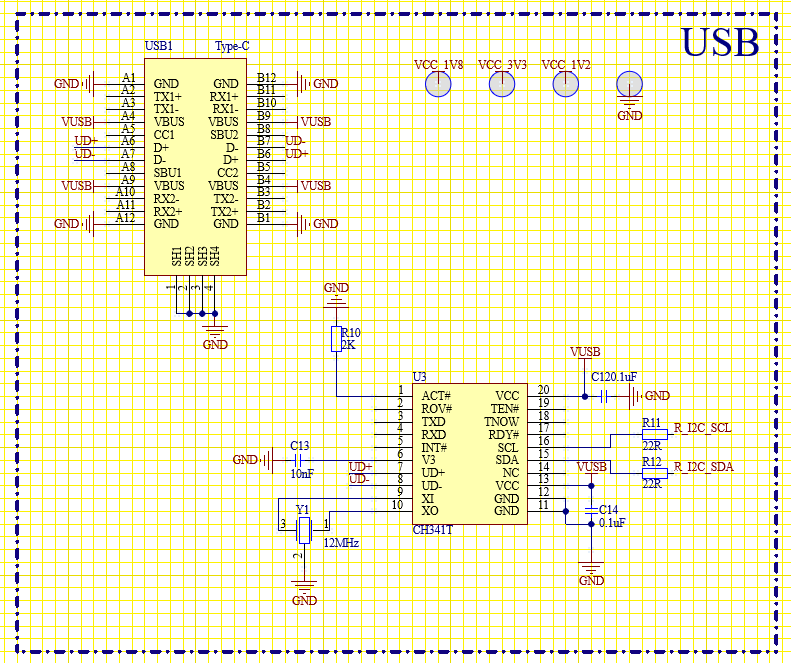 USB
USB1 Type-C
VCC_1V8 VCC_3V3 VCC_1V2
GND
GND A1 GND GND B12 GND
A2 TX1+ RX1+ B11
A3 TX1- RX1- B10
VUSB A4 VBUS VBUS B9 VUSB
A5 CC1 SBU2 B8
UD+ A6 D+ D- B7 UD-
UD- A7 D- D+ B6 UD+
A8 SBU1 CC2 B5
VUSB A9 VBUS VBUS B4 VUSB
A10 RX2- TX2- B3
A11 RX2+ TX2+ B2
GND A12 GND GND B1 GND
SH1 SH2 SH3 SH4
1 2 3 4
GND
GND
R10
2K
VUSB
U3
C12 0.1uF
GND
1 ACT# VCC 20
2 ROV# TEN# 19
3 TXD TNOW 18
4 RXD RDY# 17
5 INT# SCL 16
6 V3 SDA 15
UD+ 7 UD+ NC 14
UD- 8 UD- VCC 13
9 XI GND 12
10 XO GND 11
CH341T
R11 R_I2C_SCL
22R
R12 R_I2C_SDA
22R
VUSB
C13
GND
10nF
C14
0.1uF
GND
Y1
3 1
12MHz
2
GND